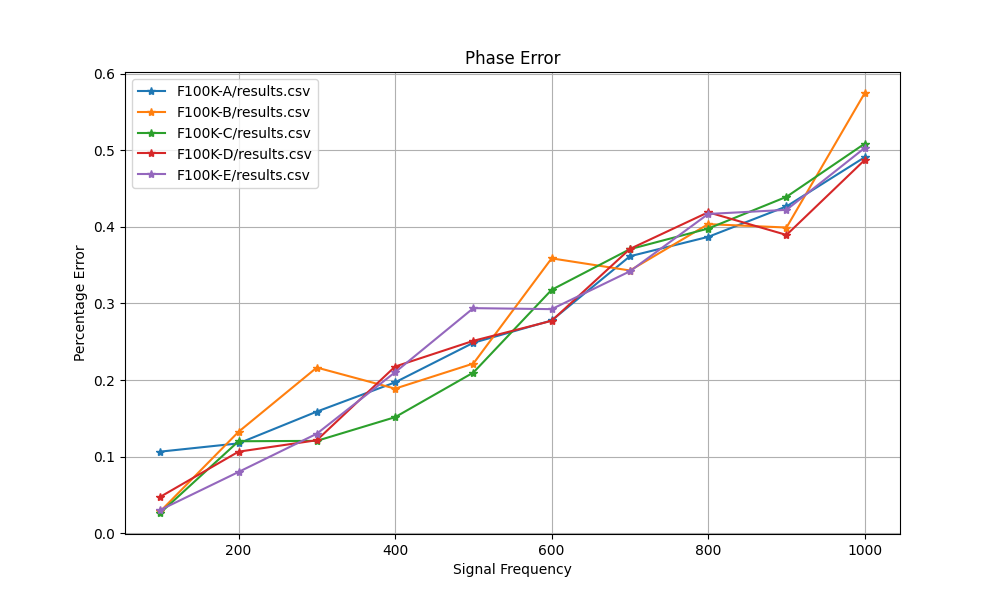 Phase Error
0.6
0.5
0.4
0.3
0.2
0.1
0.0
Percentage Error
F100K-A/results.csv
F100K-B/results.csv
F100K-C/results.csv
F100K-D/results.csv
F100K-E/results.csv
200 400 600 800 1000
Signal Frequency